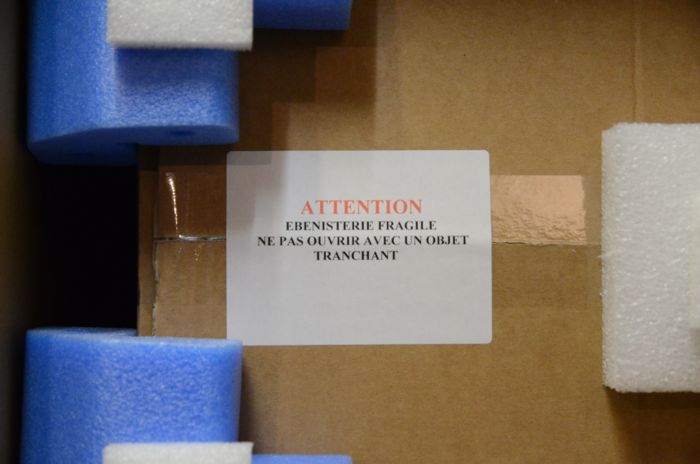 ATTENTION
EBENISTERIE FRAGILE
NE PAS OUVRIR AVEC UN OBJET
TRANCHANT